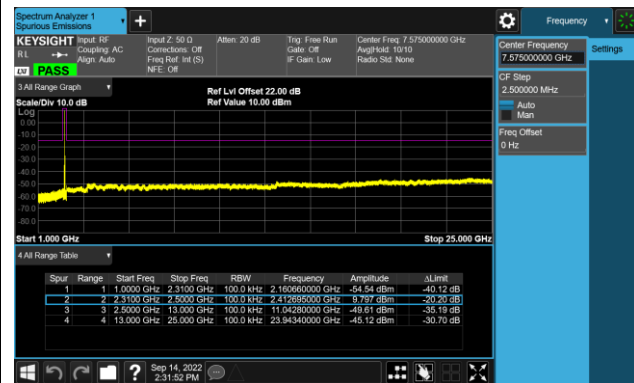 Spectrum Analyzer 1
Spurious Emissions
Frequency
KEYSIGHT
Input: RF
Coupling: AC
Align: Auto
Input Z: 50 Ω
Corrections: Off
Freq Ref: Int (S)
NFE: Off
Atten: 20 dB
Trig: Free Run
Gate: Off
IF Gain: Low
Center Freq: 7.575000000 GHz
Avg|Hold: 10/10
Radio Std: None
RL
LXI
PASS
Center Frequency
7.575000000 GHz
Settings
CF Step
2.500000 MHz
Auto
Man
Freq Offset
0 Hz
3 All Range Graph
Ref Lvl Offset 22.00 dB
Scale/Div 10.0 dB
Ref Value 10.00 dBm
Log
0.00
-10.0
-20.0
-30.0
-40.0
-50.0
-60.0
-70.0
-80.0
Start 1.000 GHz
Stop 25.000 GHz
4 All Range Table
Spur Range Start Freq Stop Freq RBW Frequency Amplitude ΔLimit
1 1 1.0000 GHz 2.3100 GHz 100.0 kHz 2.160660000 GHz -54.54 dBm -40.12 dB
2 2 2.3100 GHz 2.5000 GHz 100.0 kHz 2.412695000 GHz 9.797 dBm -20.20 dB
3 3 2.5000 GHz 13.000 GHz 100.0 kHz 11.04280000 GHz -49.61 dBm -35.19 dB
4 4 13.000 GHz 25.000 GHz 100.0 kHz 23.94340000 GHz -45.12 dBm -30.70 dB
?
Sep 14, 2022
2:31:52 PM